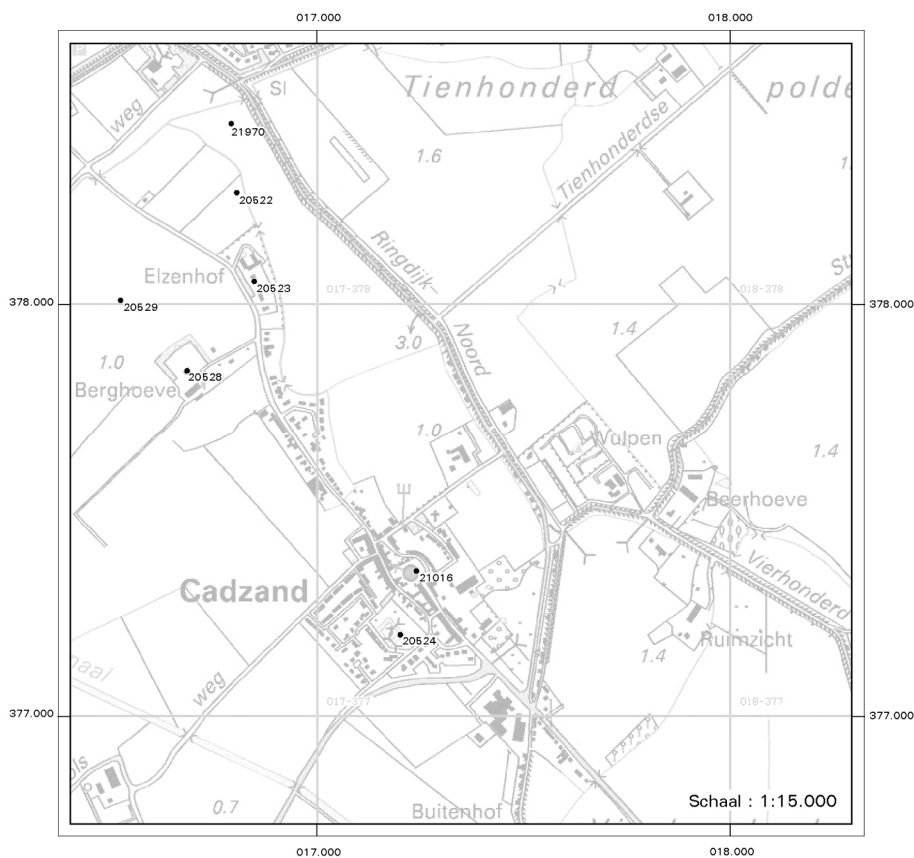 017.000
018.000
Tienhonderd
polde
SI
weg
21970
1.6
Tienhonderdse
20522
Ringdijk
Elzenhof
20523
017-378
018-378
378.000
378.000
20529
Noord
3.0
1.4
1.0
20528
Berghoeve
1.0
Wulpen
1.4
Beerhoeve
21016
Vierhonderd
Cadzand
20524
Ruimzicht
1.4
weg
017-377
018-377
377.000
377.000
Schaal : 1:15.000
0.7
Buitenhof
017.000
018.000